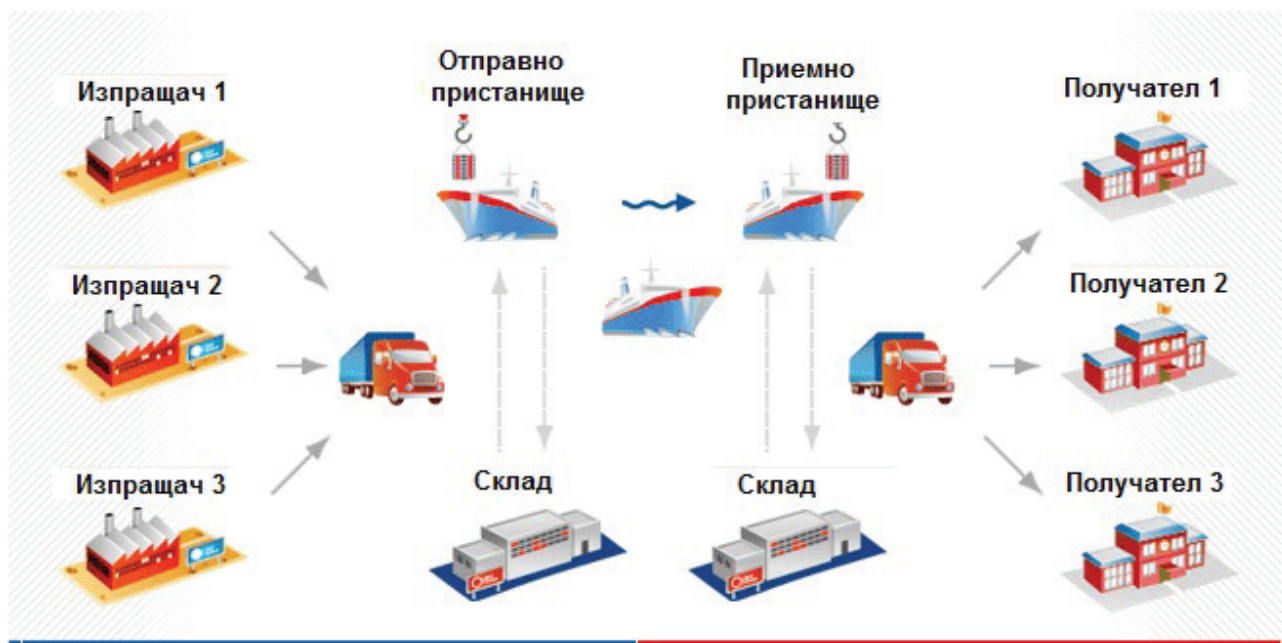 Изпращач 1
Отправно
пристанище
Приемно
пристанище
Получател 1
Изпращач 2
Получател 2
Изпращач 3
Склад
Склад
Получател 3